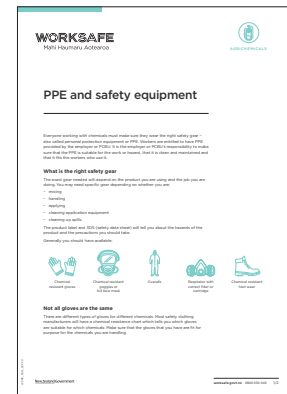 WORKSAFE
Mahi Haumaru Aotearoa
AGRICHEMICALS
PPE and safety equipment
Everyone working with chemicals must make sure they wear the right safety gear –
also called personal protection equipment or PPE. Workers are entitled to have PPE
provided by the employer or PCBU. It is the employer or PCBU's responsibility to make
sure that the PPE is suitable for the work or hazard, that it is clean and maintained and
that it fits the workers who use it.
What is the right safety gear
The exact gear needed will depend on the product you are using and the job you are
doing. You may need specific gear depending on whether you are:
– mixing
– handling
– applying
– cleaning application equipment
– cleaning up spills
The product label and SDS (safety data sheet) will tell you about the hazards of the
product and the precautions you should take.
Generally you should have available:
Chemical
resistant gloves
Chemical resistant
goggles or
full face mask
Overalls
Respirator with
correct filter or
cartridge
Chemical resistant
foot wear
Not all gloves are the same
There are different types of gloves for different chemicals. Most safety clothing
manufacturers will have a chemical resistance chart which tells you which gloves
are suitable for which chemicals. Make sure that the gloves that you have are fit for
purpose for the chemicals you are handling.
New Zealand Government
worksafe.govt.nz 0800 030 040 1/2